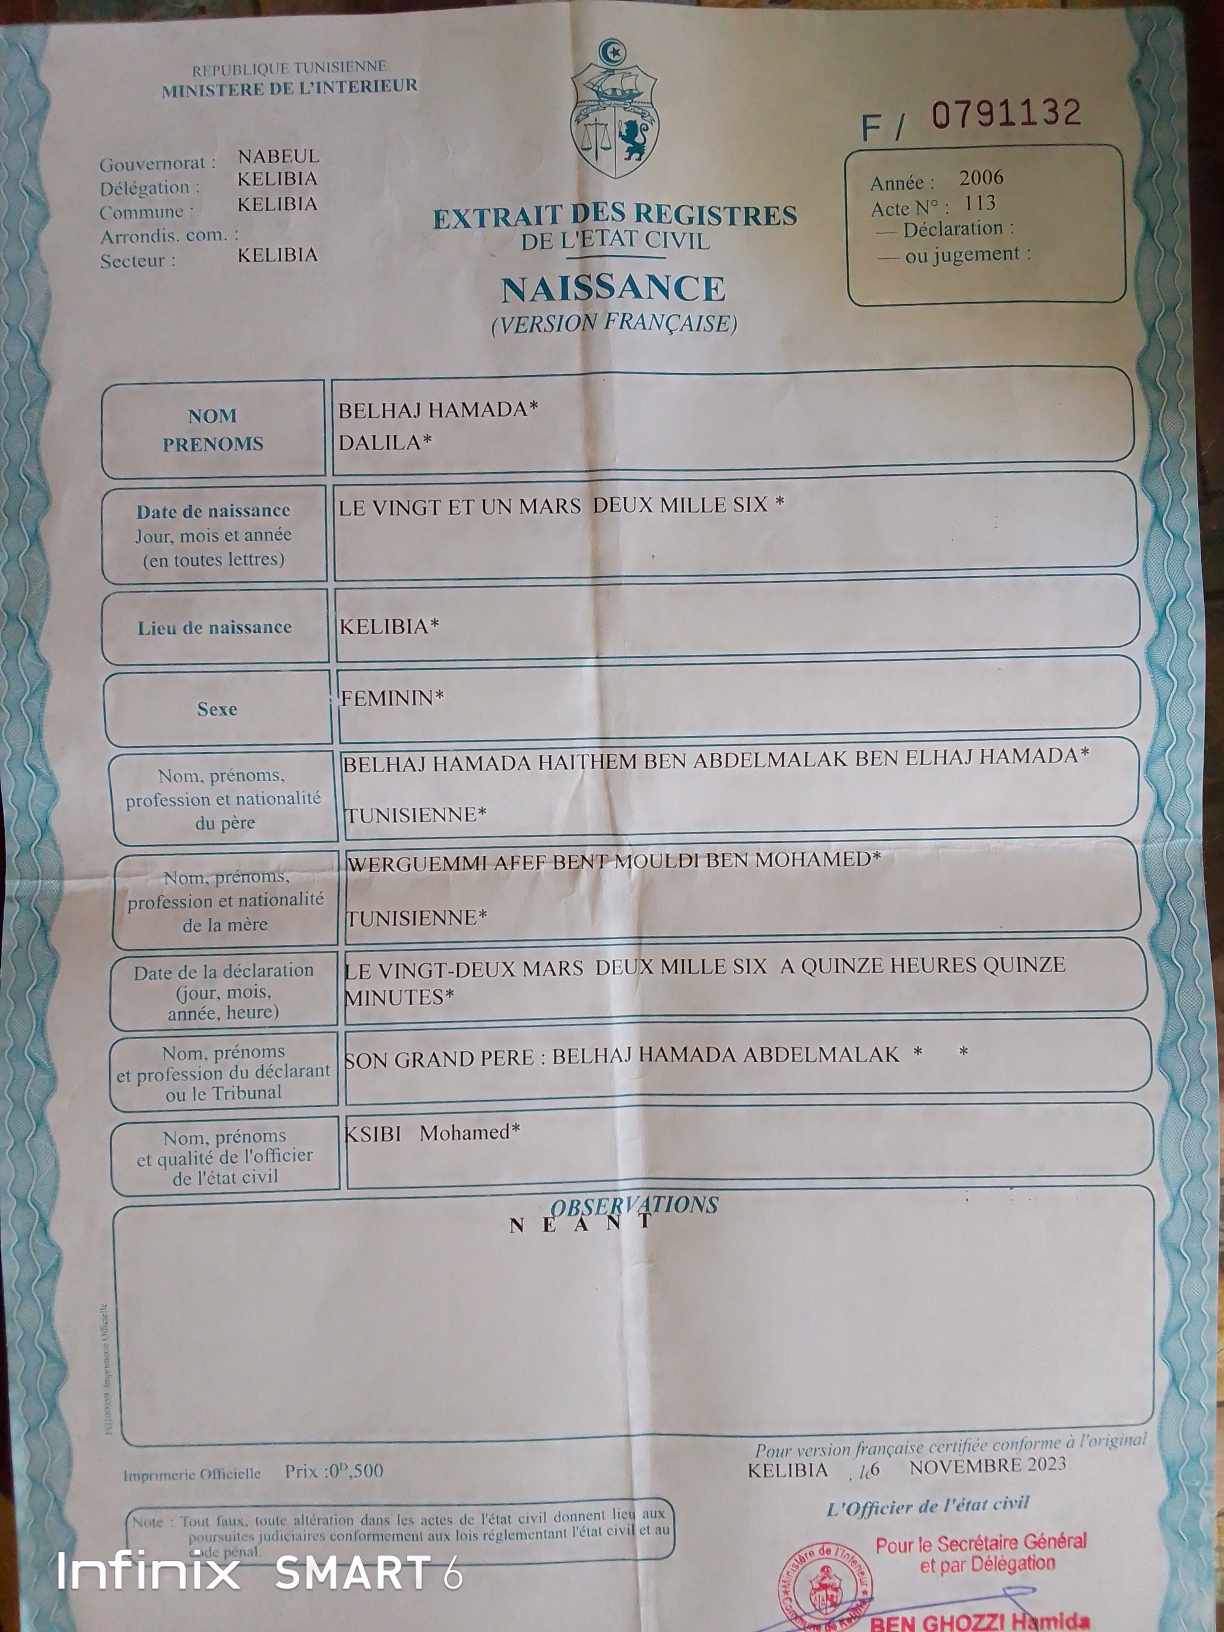 REPUBLIQUE TUNISIENNE
MINISTERE DE L'INTERIEUR
F / 0791132
Gouvernorat : NABEUL
Délégation : KELIBIA
Commune : KELIBIA
Arrondis. com. :
Secteur : KELIBIA
Année : 2006
Acte N° : 113
— Déclaration :
— ou jugement :
EXTRAIT DES REGISTRES
DE L'ETAT CIVIL
NAISSANCE
(VERSION FRANÇAISE)
NOM
PRENOMS
BELHAJ HAMADA*
DALILA*
Date de naissance
Jour, mois et année
(en toutes lettres)
LE VINGT ET UN MARS DEUX MILLE SIX *
Lieu de naissance
KELIBIA*
Sexe
FEMININ*
Nom, prénoms,
profession et nationalité
du père
BELHAJ HAMADA HAITHEM BEN ABDELMALAK BEN ELHAJ HAMADA*
TUNISIENNE*
Nom, prénoms,
profession et nationalité
de la mère
WERGUEMMI AFEF BENT MOULDI BEN MOHAMED*
TUNISIENNE*
Date de la déclaration
(jour, mois,
année, heure)
LE VINGT-DEUX MARS DEUX MILLE SIX A QUINZE HEURES QUINZE
MINUTES*
Nom, prénoms
et profession du déclarant
ou le Tribunal
SON GRAND PERE : BELHAJ HAMADA ABDELMALAK * *
Nom, prénoms
et qualité de l'officier
de l'état civil
KSIBI Mohamed*
OBSERVATIONS
N E A N T
Imprimerie Officielle Prix :0ᴰ,500
Pour version française certifiée conforme à l'original
KELIBIA , le 6 NOVEMBRE 2023
L'Officier de l'état civil
Note : Tout faux, toute altération dans les actes de l'état civil donnent lieu aux
poursuites judiciaires conformement aux lois réglementant l'état civil et au
code pénal.
Pour le Secrétaire Général
et par Délégation
Ministère de l'Interieur
Commune de Kelibia
BEN GHOZZI Hamida
Infinix SMART 6